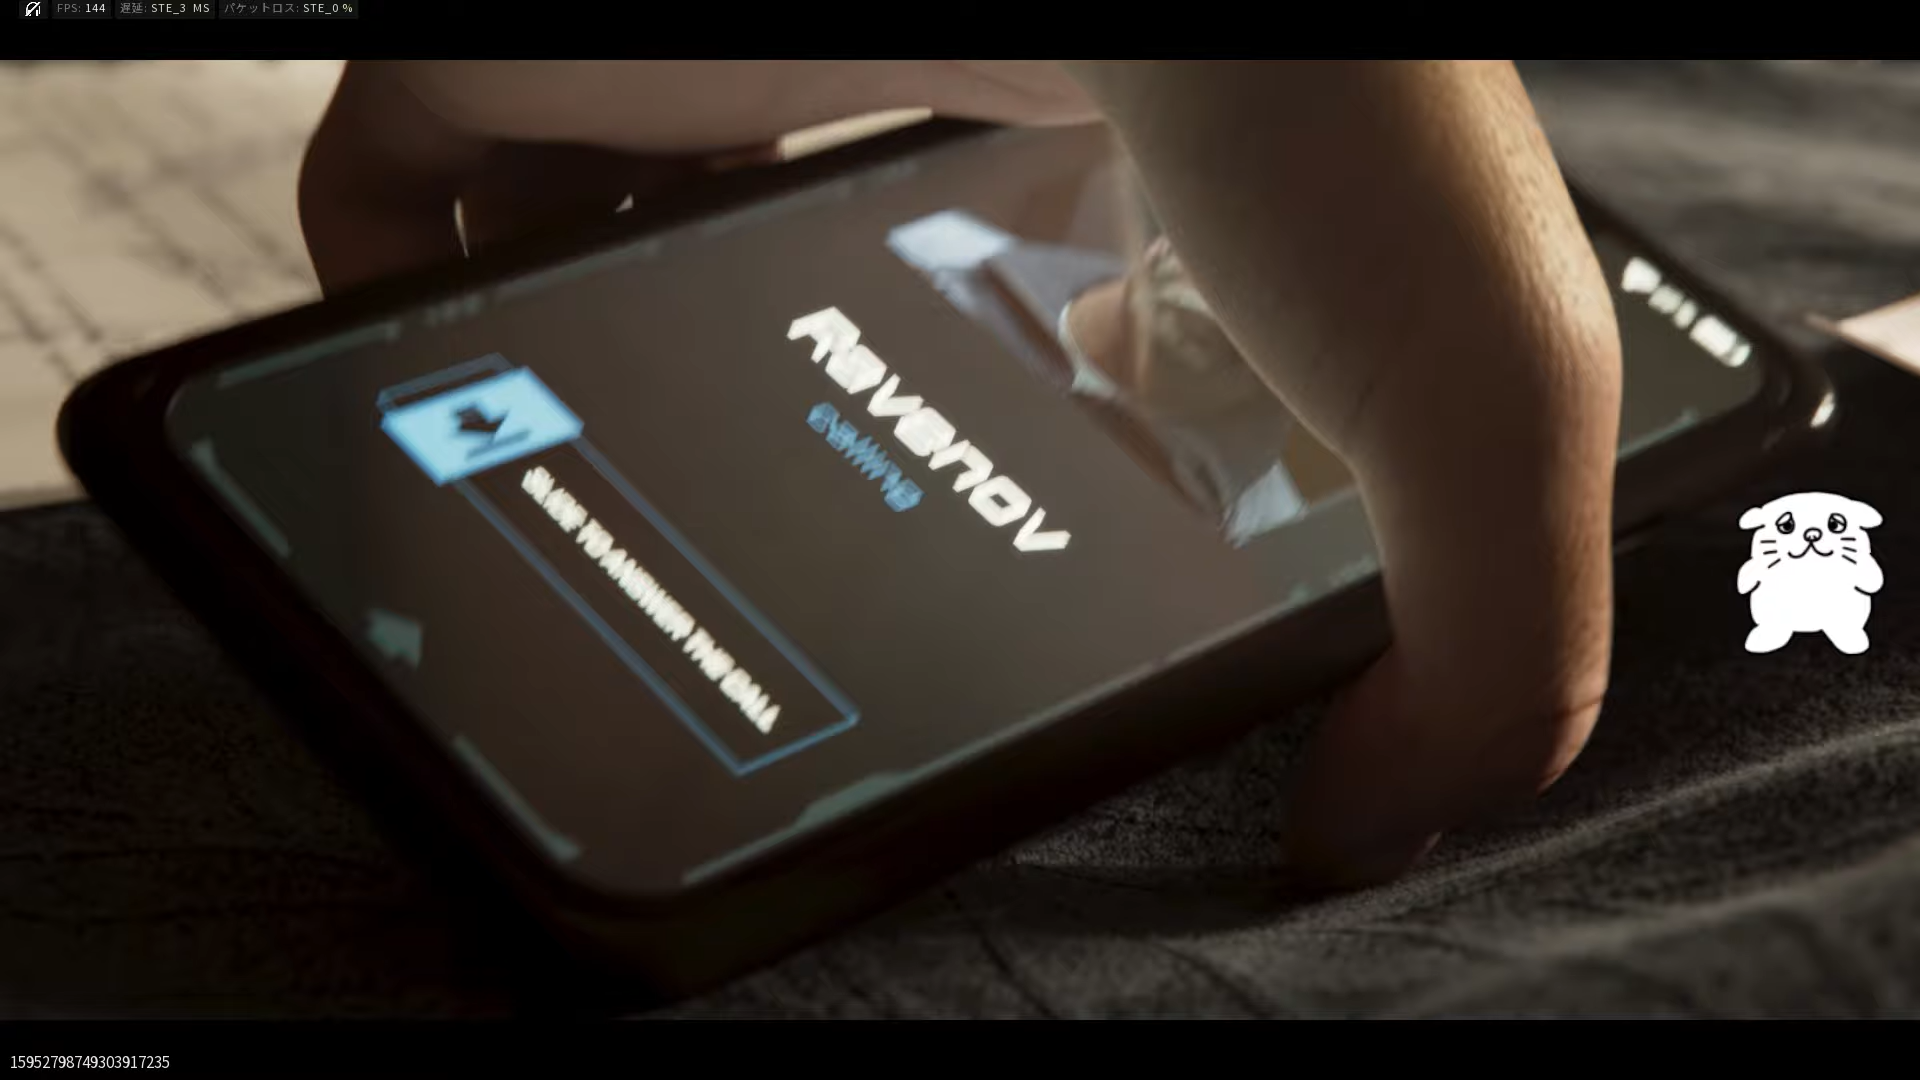 FPS: 144 遅延: STE_3 MS パケットロス: STE_0 %
Ravenov
CALLING
SLIDE TO ANSWER THE CALL
15952798749303917235